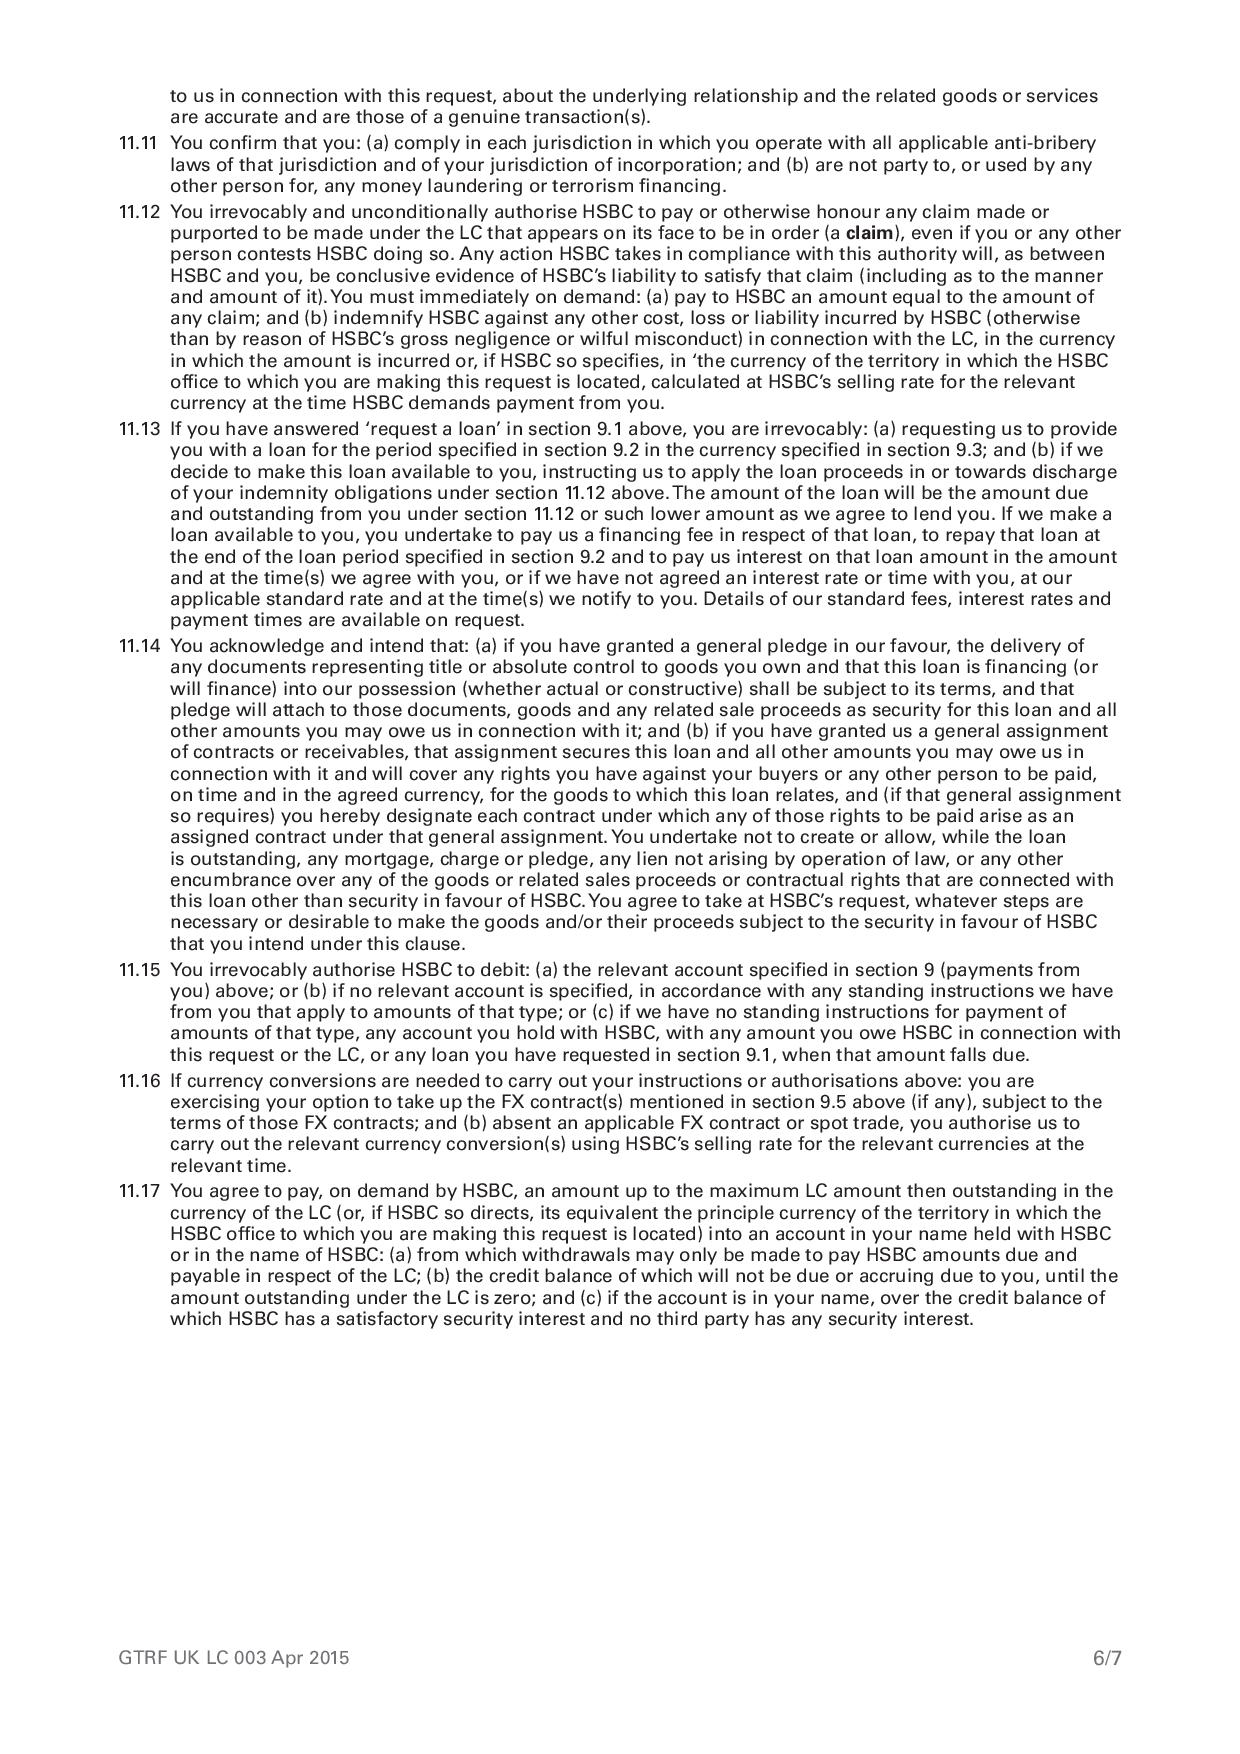 to us in connection with this request, about the underlying relationship and the related goods or services
are accurate and are those of a genuine transaction(s).
11.11 You confirm that you: (a) comply in each jurisdiction in which you operate with all applicable anti-bribery
laws of that jurisdiction and of your jurisdiction of incorporation; and (b) are not party to, or used by any
other person for, any money laundering or terrorism financing.
11.12 You irrevocably and unconditionally authorise HSBC to pay or otherwise honour any claim made or
purported to be made under the LC that appears on its face to be in order (a claim), even if you or any other
person contests HSBC doing so. Any action HSBC takes in compliance with this authority will, as between
HSBC and you, be conclusive evidence of HSBC’s liability to satisfy that claim (including as to the manner
and amount of it). You must immediately on demand: (a) pay to HSBC an amount equal to the amount of
any claim; and (b) indemnify HSBC against any other cost, loss or liability incurred by HSBC (otherwise
than by reason of HSBC’s gross negligence or wilful misconduct) in connection with the LC, in the currency
in which the amount is incurred or, if HSBC so specifies, in ‘the currency of the territory in which the HSBC
office to which you are making this request is located, calculated at HSBC’s selling rate for the relevant
currency at the time HSBC demands payment from you.
11.13 If you have answered ‘request a loan’ in section 9.1 above, you are irrevocably: (a) requesting us to provide
you with a loan for the period specified in section 9.2 in the currency specified in section 9.3; and (b) if we
decide to make this loan available to you, instructing us to apply the loan proceeds in or towards discharge
of your indemnity obligations under section 11.12 above. The amount of the loan will be the amount due
and outstanding from you under section 11.12 or such lower amount as we agree to lend you. If we make a
loan available to you, you undertake to pay us a financing fee in respect of that loan, to repay that loan at
the end of the loan period specified in section 9.2 and to pay us interest on that loan amount in the amount
and at the time(s) we agree with you, or if we have not agreed an interest rate or time with you, at our
applicable standard rate and at the time(s) we notify to you. Details of our standard fees, interest rates and
payment times are available on request.
11.14 You acknowledge and intend that: (a) if you have granted a general pledge in our favour, the delivery of
any documents representing title or absolute control to goods you own and that this loan is financing (or
will finance) into our possession (whether actual or constructive) shall be subject to its terms, and that
pledge will attach to those documents, goods and any related sale proceeds as security for this loan and all
other amounts you may owe us in connection with it; and (b) if you have granted us a general assignment
of contracts or receivables, that assignment secures this loan and all other amounts you may owe us in
connection with it and will cover any rights you have against your buyers or any other person to be paid,
on time and in the agreed currency, for the goods to which this loan relates, and (if that general assignment
so requires) you hereby designate each contract under which any of those rights to be paid arise as an
assigned contract under that general assignment. You undertake not to create or allow, while the loan
is outstanding, any mortgage, charge or pledge, any lien not arising by operation of law, or any other
encumbrance over any of the goods or related sales proceeds or contractual rights that are connected with
this loan other than security in favour of HSBC. You agree to take at HSBC’s request, whatever steps are
necessary or desirable to make the goods and/or their proceeds subject to the security in favour of HSBC
that you intend under this clause.
11.15 You irrevocably authorise HSBC to debit: (a) the relevant account specified in section 9 (payments from
you) above; or (b) if no relevant account is specified, in accordance with any standing instructions we have
from you that apply to amounts of that type; or (c) if we have no standing instructions for payment of
amounts of that type, any account you hold with HSBC, with any amount you owe HSBC in connection with
this request or the LC, or any loan you have requested in section 9.1, when that amount falls due.
11.16 If currency conversions are needed to carry out your instructions or authorisations above: you are
exercising your option to take up the FX contract(s) mentioned in section 9.5 above (if any), subject to the
terms of those FX contracts; and (b) absent an applicable FX contract or spot trade, you authorise us to
carry out the relevant currency conversion(s) using HSBC’s selling rate for the relevant currencies at the
relevant time.
11.17 You agree to pay, on demand by HSBC, an amount up to the maximum LC amount then outstanding in the
currency of the LC (or, if HSBC so directs, its equivalent the principle currency of the territory in which the
HSBC office to which you are making this request is located) into an account in your name held with HSBC
or in the name of HSBC: (a) from which withdrawals may only be made to pay HSBC amounts due and
payable in respect of the LC; (b) the credit balance of which will not be due or accruing due to you, until the
amount outstanding under the LC is zero; and (c) if the account is in your name, over the credit balance of
which HSBC has a satisfactory security interest and no third party has any security interest.
GTRF UK LC 003 Apr 2015
6/7